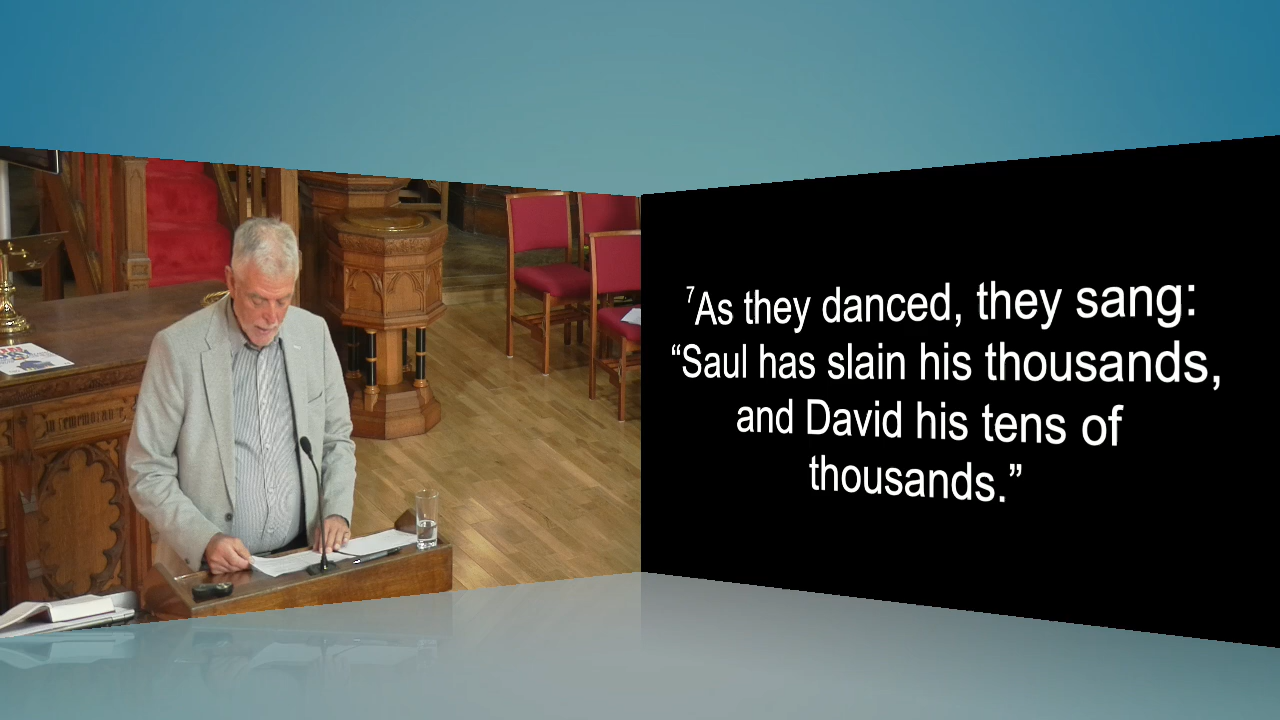 ⁷As they danced, they sang:
“Saul has slain his thousands,
and David his tens of
thousands.”